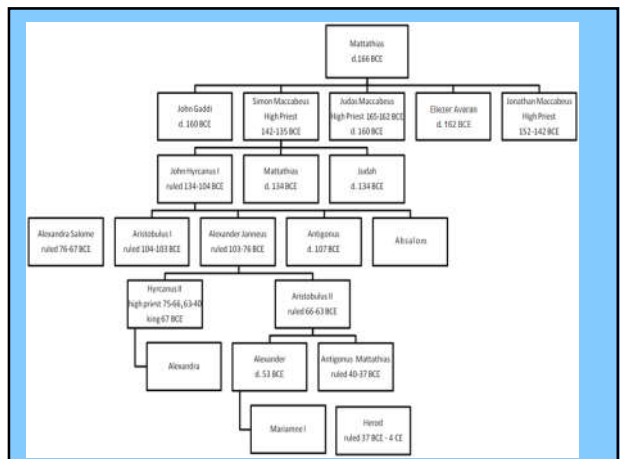 Mattathias
d.166 BCE
John Gaddi
d. 160 BCE
Simon Maccabeus
High Priest
142-135 BCE
Judas Maccabeus
High Priest 165-162 BCE
d. 160 BCE
Eliezer Avaran
d. 162 BCE
Jonathan Maccabeus
High Priest
152-142 BCE
John Hyrcanus I
ruled 134-104 BCE
Mattathias
d. 134 BCE
Judah
d. 134 BCE
Alexandra Salome
ruled 76-67 BCE
Aristobulus I
ruled 104-103 BCE
Alexander Janneus
ruled 103-76 BCE
Antigonus
d. 107 BCE
Absalom
Hyrcanus II
high priest 75-66, 63-40
king-67 BCE
Aristobulus II
ruled 66-63 BCE
Alexandra
Alexander
d. 53 BCE
Antigonus Mattathias
ruled 40-37 BCE
Mariamne I
Herod
ruled 37 BCE - 4 CE